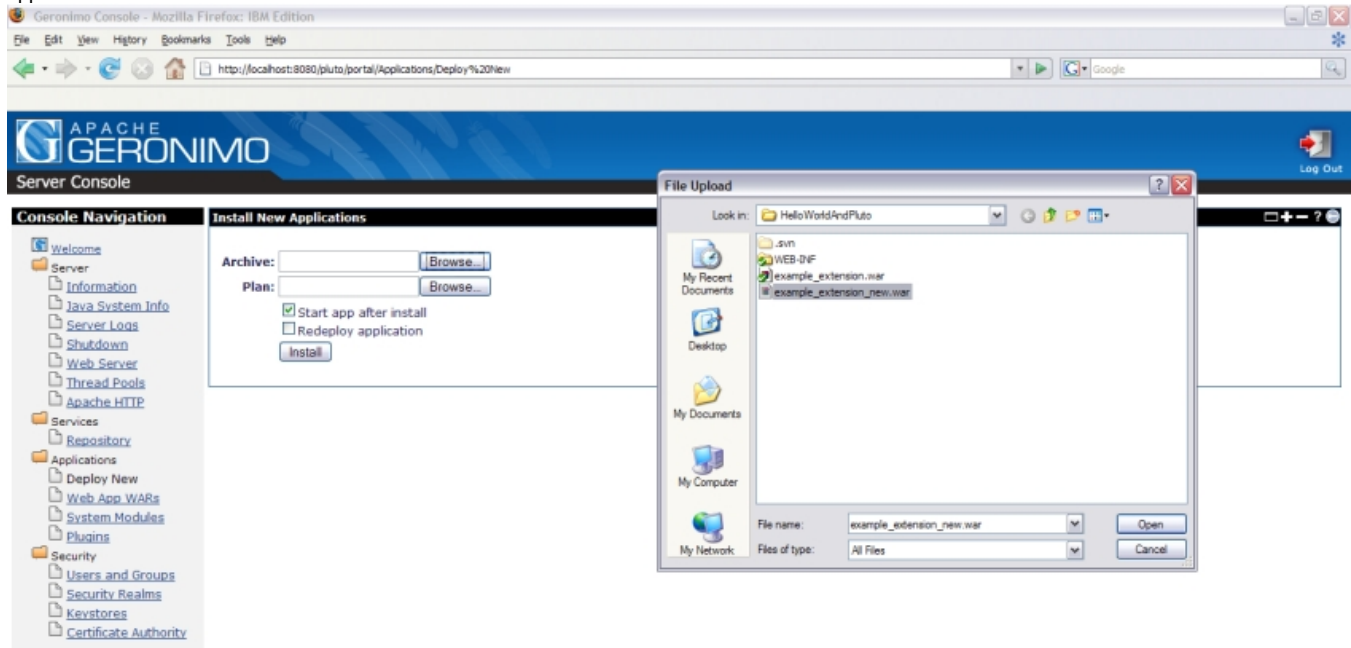 Geronimo Console - Mozilla Firefox: IBM Edition
File Edit View History Bookmarks Tools Help
http://localhost:8080/pluto/portal/Applications/Deploy%20New
Google
APACHE
GERONIMO
Log Out
Server Console
Console Navigation
Welcome
Server
Information
Java System Info
Server Logs
Shutdown
Web Server
Thread Pools
Apache HTTP
Services
Repository
Applications
Deploy New
Web App WARs
System Modules
Plugins
Security
Users and Groups
Security Realms
Keystores
Certificate Authority
Install New Applications
Archive: Browse...
Plan: Browse...
Start app after install
Redeploy application
Install
File Upload
Look in: HelloWorldAndPluto
My Recent Documents
Desktop
My Documents
My Computer
My Network
.svn
WEB-INF
example_extension.war
example_extension_new.war
File name: example_extension_new.war Open
Files of type: All Files Cancel